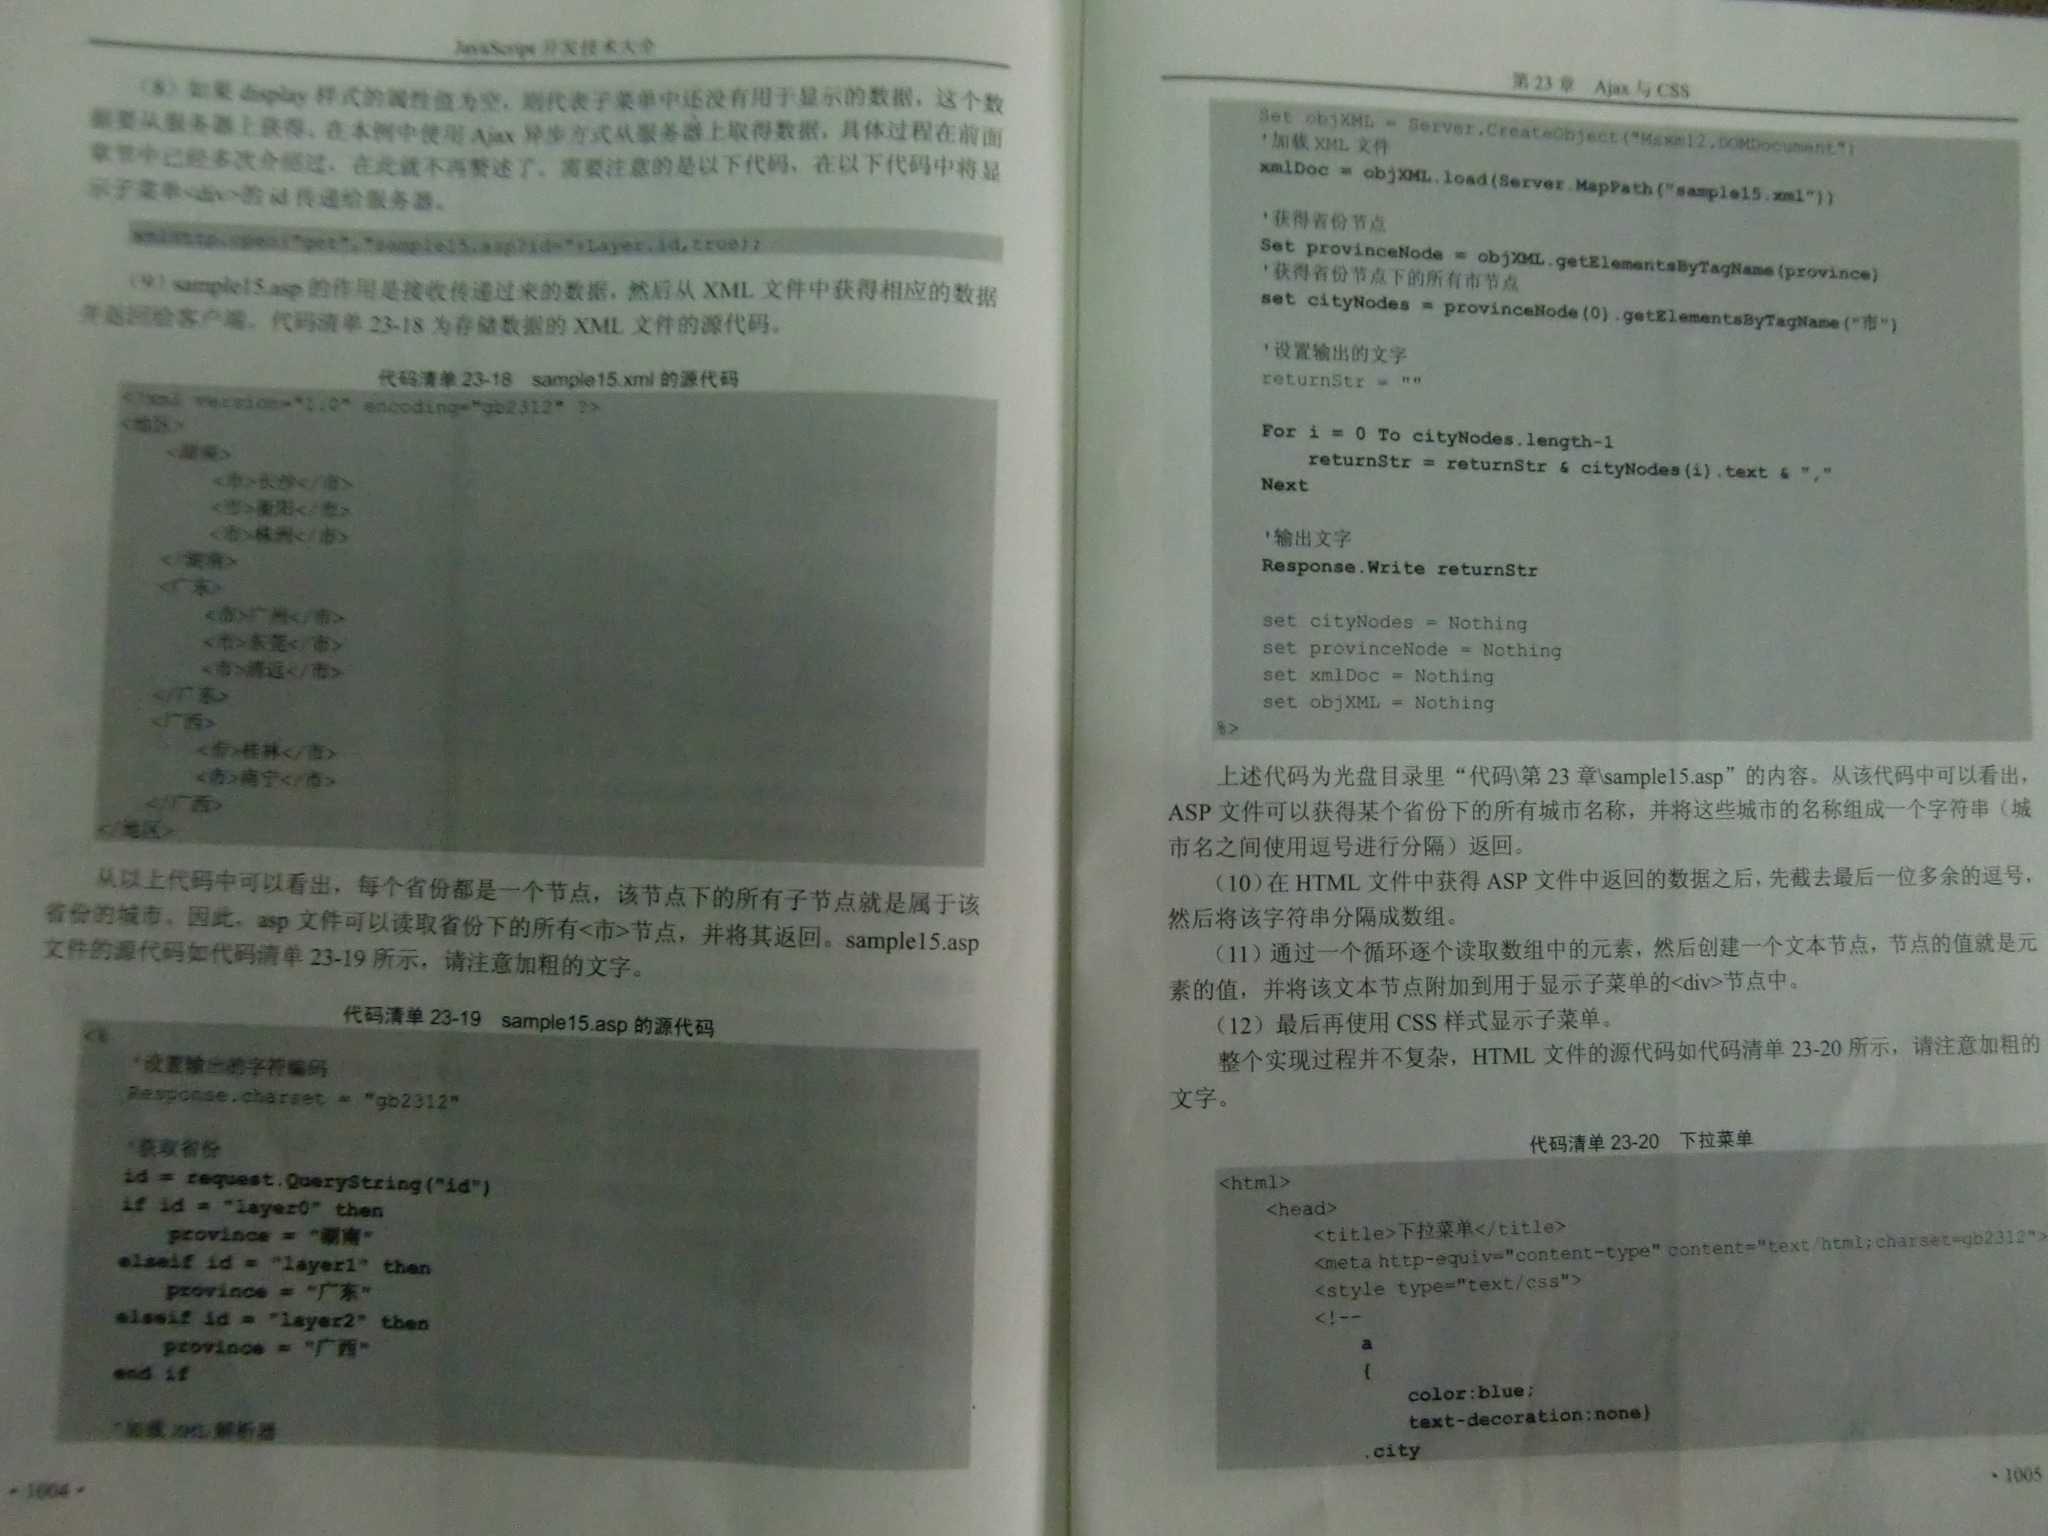 JavaScript 开发技术大全
（8）如果 display 样式的属性值为空，则代表子菜单中还没有用于显示的数据，这个数
据要从服务器上获得。在本例中使用 Ajax 异步方式从服务器上取得数据，具体过程在前面
章节中已经多次介绍过，在此就不再赘述了。需要注意的是以下代码，在以下代码中将显
示子菜单<div>的 id 传递给服务器。
xmlHttp.open("get","sample15.asp?id="+Layer.id,true);
（9）sample15.asp 的作用是接收传递过来的数据，然后从 XML 文件中获得相应的数据
并返回给客户端。代码清单 23-18 为存储数据的 XML 文件的源代码。
代码清单 23-18 sample15.xml 的源代码
<?xml version="1.0" encoding="gb2312" ?>
<地区>
<湖南>
<市>长沙</市>
<市>衡阳</市>
<市>株洲</市>
</湖南>
<广东>
<市>广州</市>
<市>东莞</市>
<市>清远</市>
</广东>
<广西>
<市>桂林</市>
<市>南宁</市>
</广西>
</地区>
从以上代码中可以看出，每个省份都是一个节点，该节点下的所有子节点就是属于该
省份的城市。因此，asp 文件可以读取省份下的所有<市>节点，并将其返回。sample15.asp
文件的源代码如代码清单 23-19 所示，请注意加粗的文字。
代码清单 23-19 sample15.asp 的源代码
<%
'设置输出的字符编码
Response.charset = "gb2312"
'获取省份
id = request.QueryString("id")
if id = "layer0" then
province = "湖南"
elseif id = "layer1" then
province = "广东"
elseif id = "layer2" then
province = "广西"
end if
'加载 XML 解析器
• 1004 •
第 23 章 Ajax 与 CSS
Set objXML = Server.CreateObject("Msxml2.DOMDocument")
'加载 XML 文件
xmlDoc = objXML.load(Server.MapPath("sample15.xml"))
'获得省份节点
Set provinceNode = objXML.getElementsByTagName(province)
'获得省份节点下的所有市节点
set cityNodes = provinceNode(0).getElementsByTagName("市")
'设置输出的文字
returnStr = ""
For i = 0 To cityNodes.length-1
returnStr = returnStr & cityNodes(i).text & ","
Next
'输出文字
Response.Write returnStr
set cityNodes = Nothing
set provinceNode = Nothing
set xmlDoc = Nothing
set objXML = Nothing
%>
上述代码为光盘目录里“代码\第 23 章\sample15.asp”的内容。从该代码中可以看出，
ASP 文件可以获得某个省份下的所有城市名称，并将这些城市的名称组成一个字符串（城
市名之间使用逗号进行分隔）返回。
（10）在 HTML 文件中获得 ASP 文件中返回的数据之后，先截去最后一位多余的逗号，
然后将该字符串分隔成数组。
（11）通过一个循环逐个读取数组中的元素，然后创建一个文本节点，节点的值就是元
素的值，并将该文本节点附加到用于显示子菜单的<div>节点中。
（12）最后再使用 CSS 样式显示子菜单。
整个实现过程并不复杂，HTML 文件的源代码如代码清单 23-20 所示，请注意加粗的
文字。
代码清单 23-20 下拉菜单
<html>
<head>
<title>下拉菜单</title>
<meta http-equiv="content-type" content="text/html;charset=gb2312">
<style type="text/css">
<!--
a
{
color:blue;
text-decoration:none}
.city
• 1005